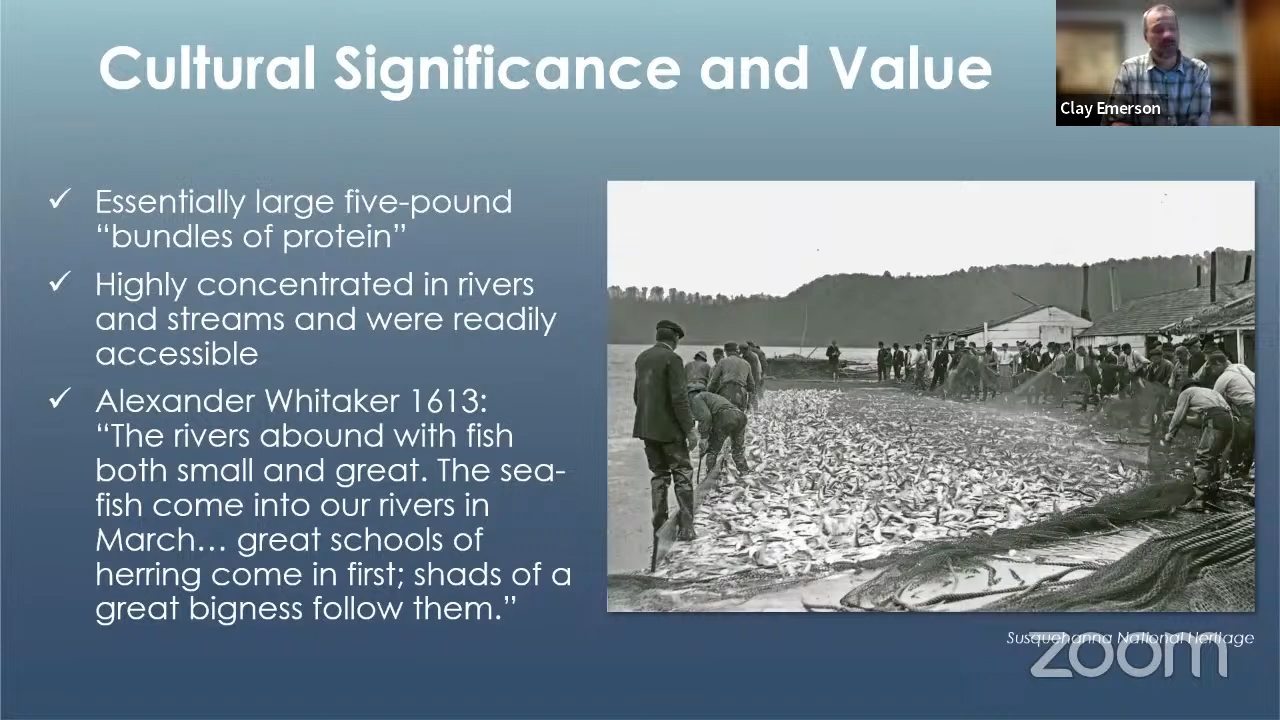 Cultural Significance and Value
Clay Emerson
✓ Essentially large five-pound
“bundles of protein”
✓ Highly concentrated in rivers
and streams and were readily
accessible
✓ Alexander Whitaker 1613:
“The rivers abound with fish
both small and great. The sea-
fish come into our rivers in
March… great schools of
herring come in first; shads of a
great bigness follow them.”
Susquehanna National Heritage
zoom